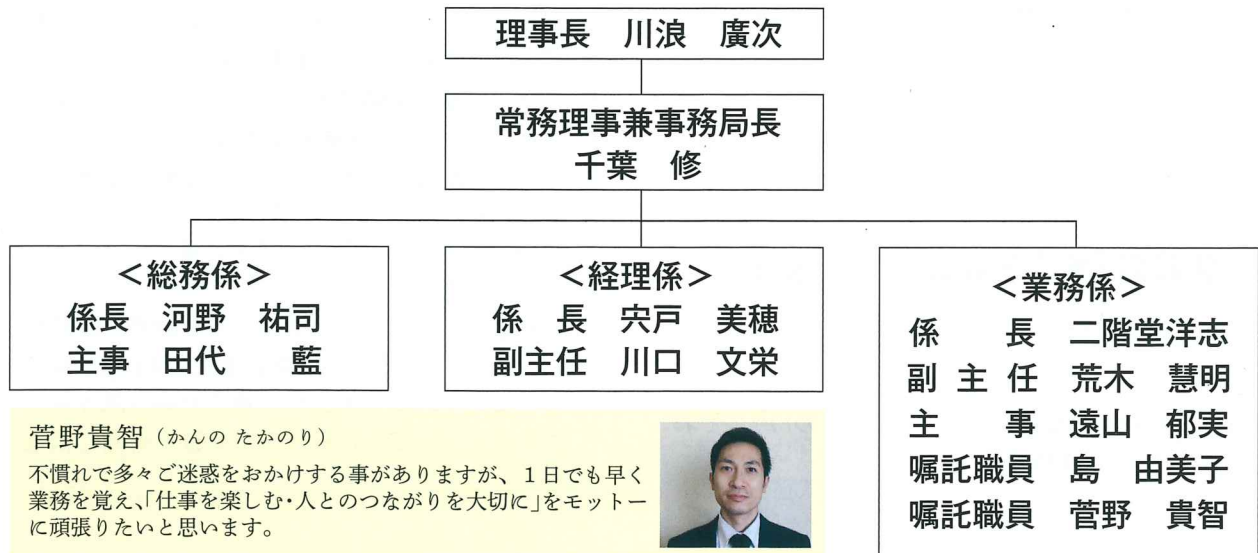 理事長　川浪　廣次
常務理事兼事務局長
千葉　修
＜総務係＞
係長　河野　祐司
主事　田代　藍
＜経理係＞
係　長　宍戸　美穂
副主任　川口　文栄
＜業務係＞
係　長　二階堂洋志
副主任　荒木　慧明
主　事　遠山　郁実
嘱託職員　島　由美子
嘱託職員　菅野　貴智
菅野貴智（かんの たかのり）
不慣れで多々ご迷惑をおかけする事がありますが、１日でも早く
業務を覚え、「仕事を楽しむ・人とのつながりを大切に」をモットー
に頑張りたいと思います。